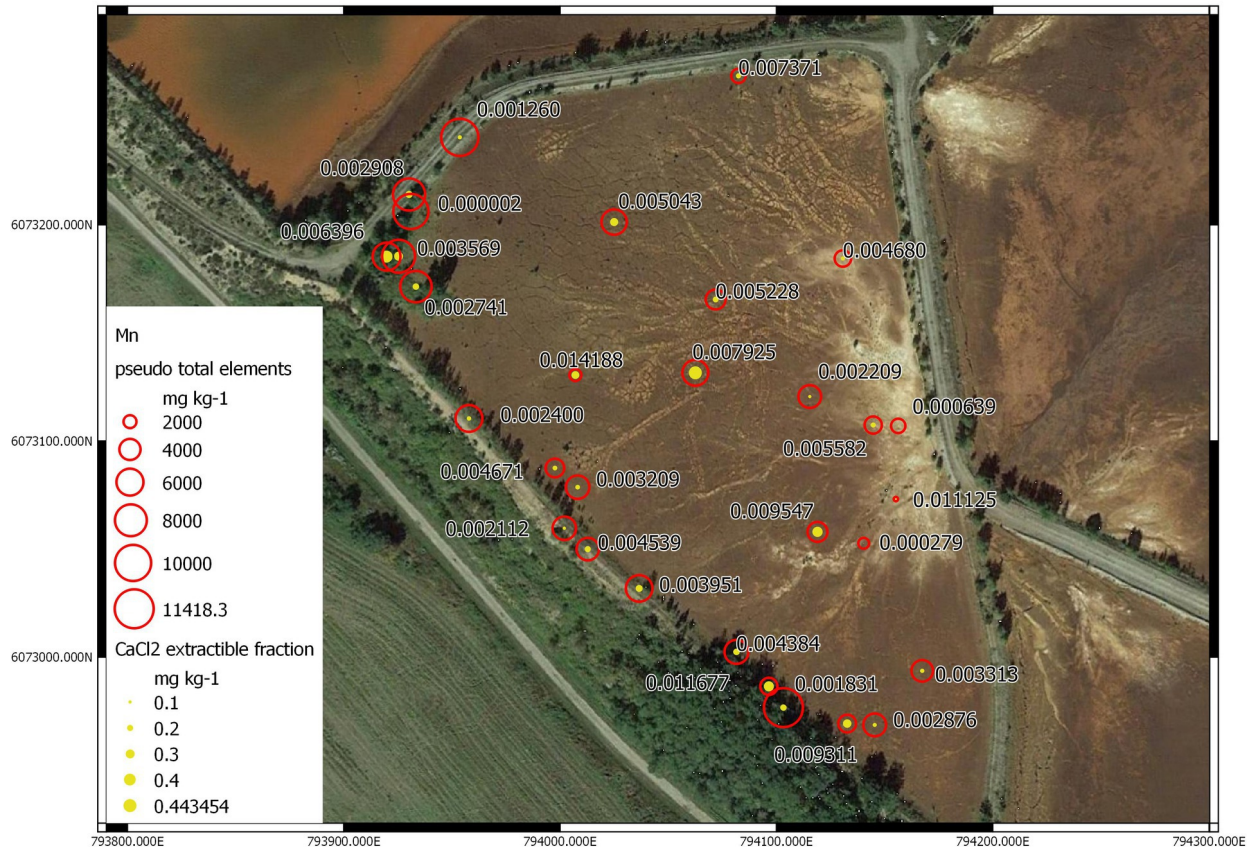 0.007371
0.001260
0.002908
0.000002
0.005043
6073200.000N
0.006396
0.003569
0.004680
0.005228
0.002741
Mn
pseudo total elements
mg kg-1
2000
4000
6000
8000
10000
11418.3
CaCl2 extractible fraction
mg kg-1
0.1
0.2
0.3
0.4
0.443454
0.007925
0.014188
0.002209
0.002400
0.000639
6073100.000N
0.005582
0.004671
0.003209
0.011125
0.009547
0.002112
0.004539
0.000279
0.003951
6073000.000N
0.004384
0.003313
0.011677
0.001831
0.002876
0.009311
793800.000E
793900.000E
794000.000E
794100.000E
794200.000E
794300.000E